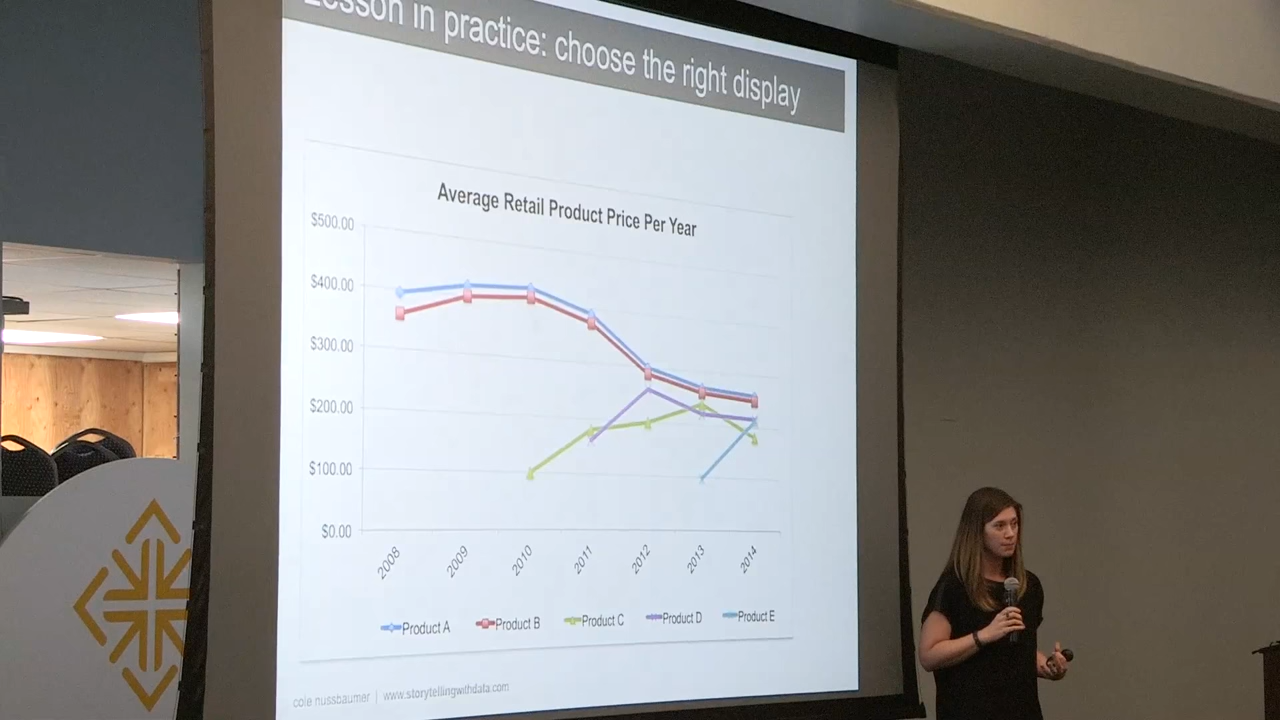 Lesson in practice: choose the right display
Average Retail Product Price Per Year
$500.00
$400.00
$300.00
$200.00
$100.00
$0.00
2008 2009 2010 2011 2012 2013 2014
Product A Product B Product C Product D Product E
cole nussbaumer | www.storytellingwithdata.com